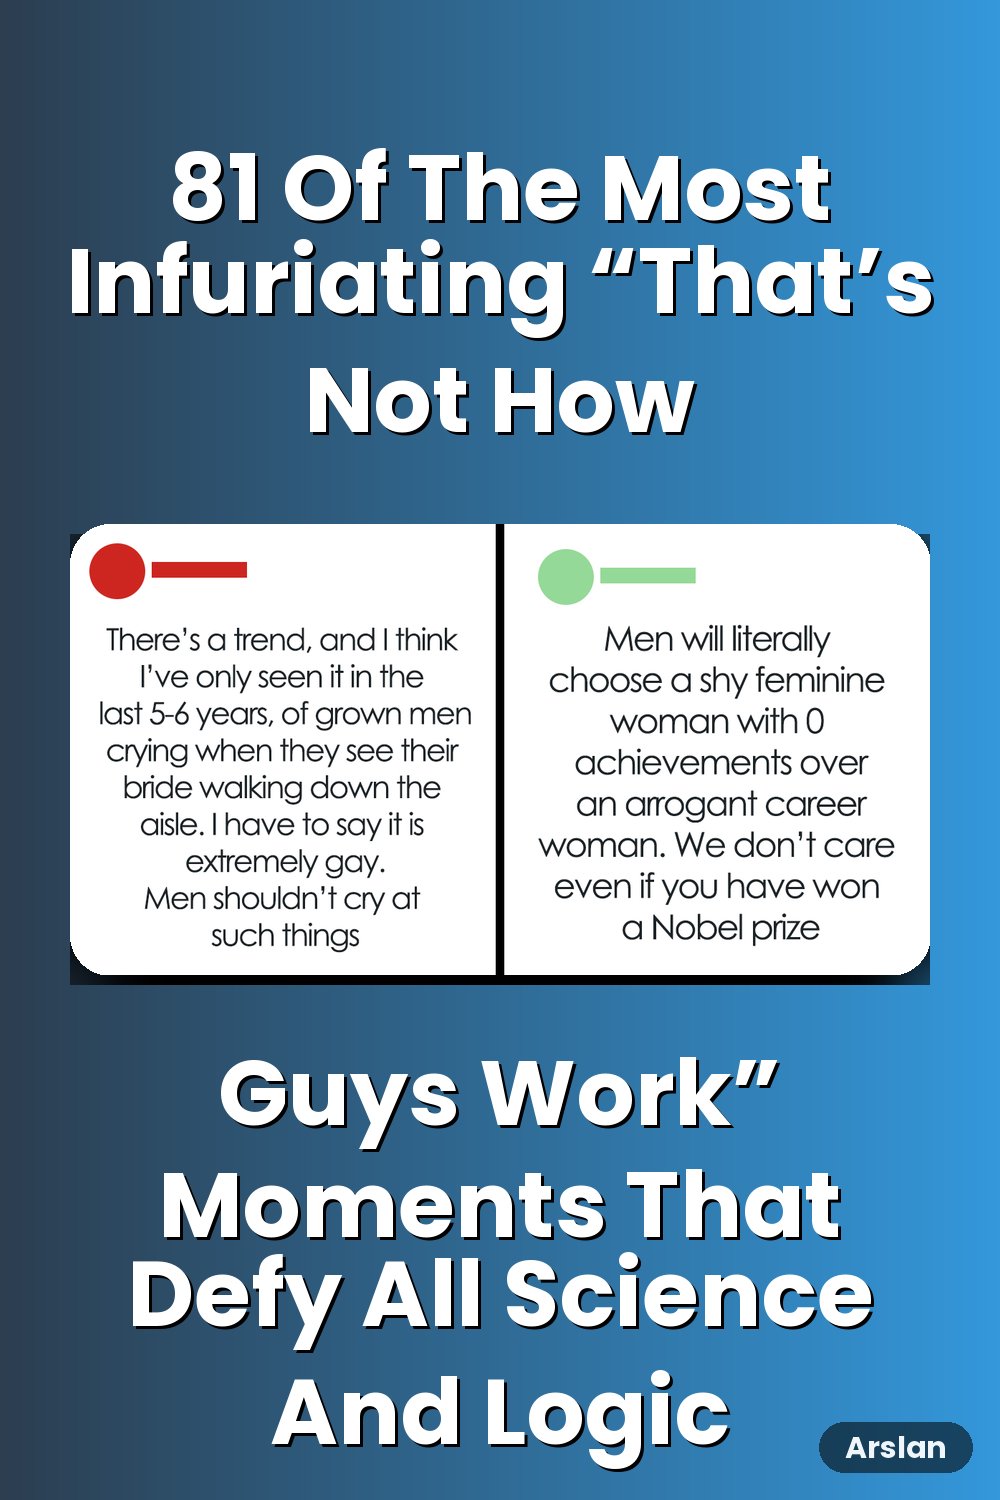 81 Of The Most
Infuriating “That’s
Not How
There’s a trend, and I think
I’ve only seen it in the
last 5-6 years, of grown men
crying when they see their
bride walking down the
aisle. I have to say it is
extremely gay.
Men shouldn’t cry at
such things
Men will literally
choose a shy feminine
woman with 0
achievements over
an arrogant career
woman. We don’t care
even if you have won
a Nobel prize
Guys Work”
Moments That
Defy All Science
And Logic
Arslan